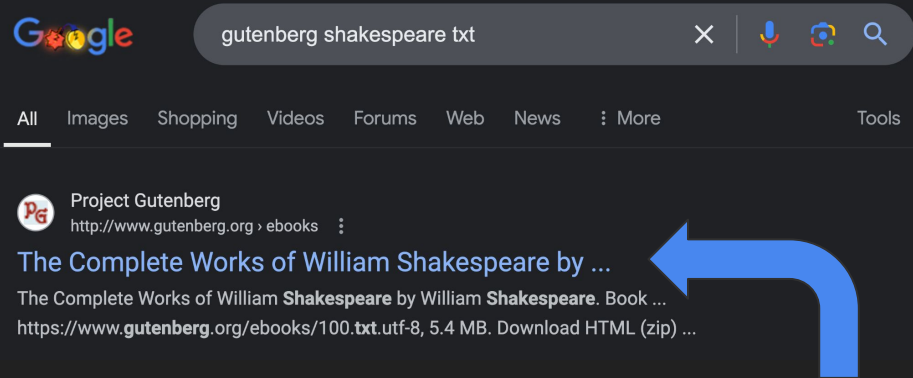 Google
gutenberg shakespeare txt
All Images Shopping Videos Forums Web News More Tools
PG
Project Gutenberg
http://www.gutenberg.org › ebooks
The Complete Works of William Shakespeare by ...
The Complete Works of William Shakespeare by William Shakespeare. Book ...
https://www.gutenberg.org/ebooks/100.txt.utf-8, 5.4 MB. Download HTML (zip) ...